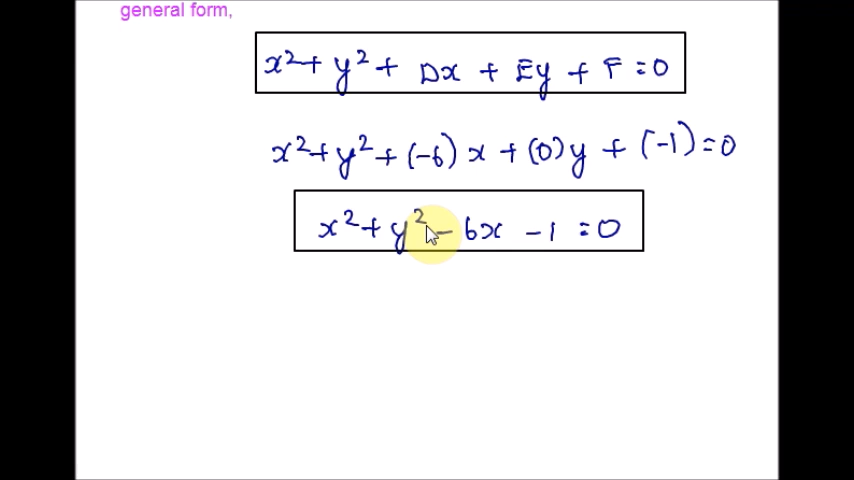 general form,
x² + y² + Dx + Ey + F = 0
x² + y² + (-6) x + (0) y + (-1) = 0
x² + y² - 6x - 1 = 0